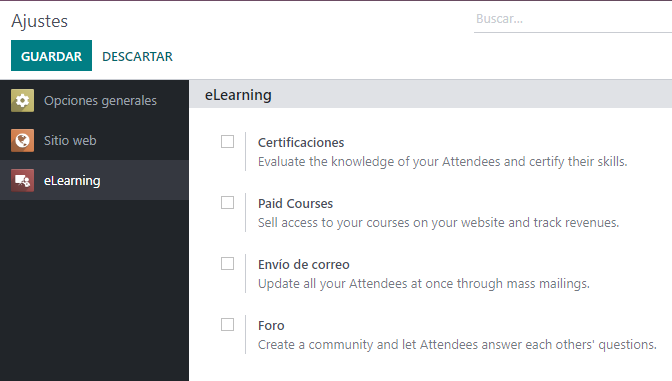 Ajustes
Buscar...
GUARDAR DESCARTAR
Opciones generales
Sitio web
eLearning
eLearning
Certificaciones
Evaluate the knowledge of your Attendees and certify their skills.
Paid Courses
Sell access to your courses on your website and track revenues.
Envío de correo
Update all your Attendees at once through mass mailings.
Foro
Create a community and let Attendees answer each others' questions.